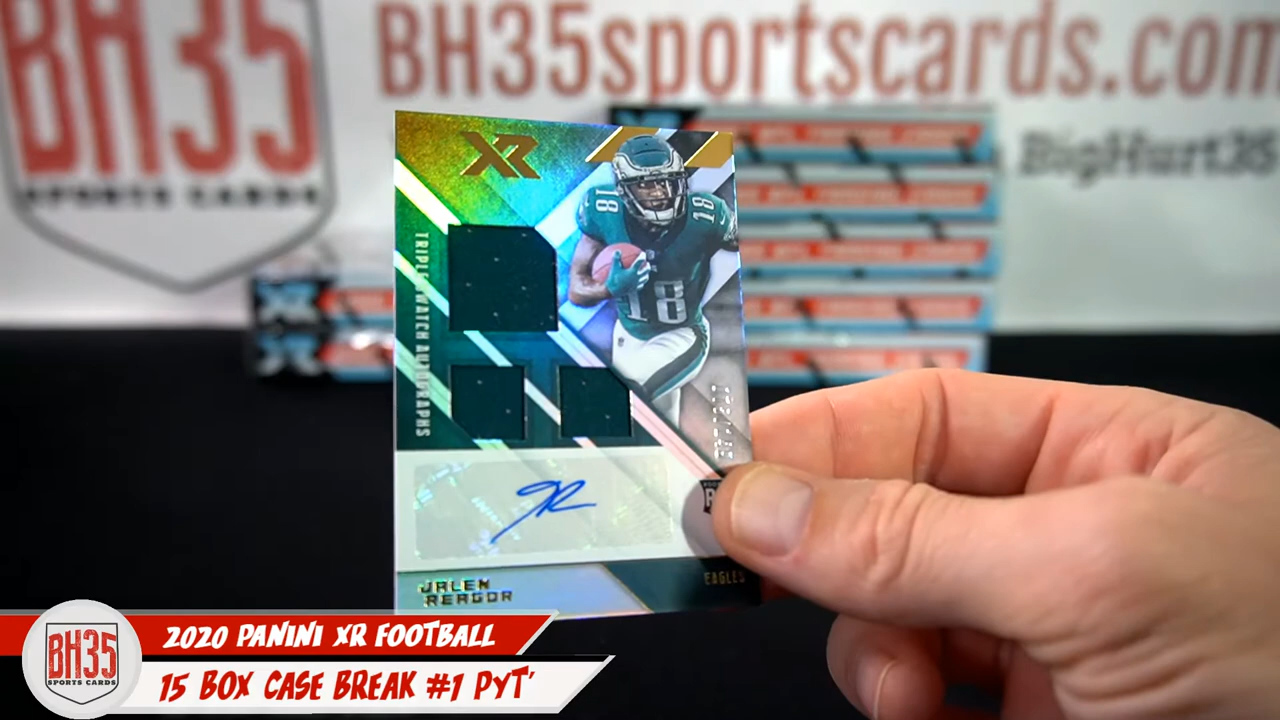 BH35
SPORTS CARDS
BH35sportscards.com
BigHurt35
XR
TRIPLE SWATCH AUTOGRAPHS
18
18
18
JALEN
REAGOR
EAGLES
BH35
SPORTS CARDS
2020 PANINI XR FOOTBALL
15 BOX CASE BREAK #1 PYT'